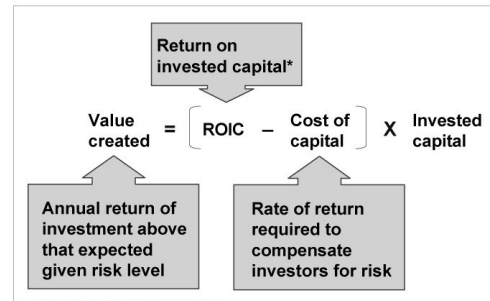 Return on
invested capital*
Value
created = [ROIC – Cost of
capital] X Invested
capital
Annual return of
investment above
that expected
given risk level
Rate of return
required to
compensate
investors for risk